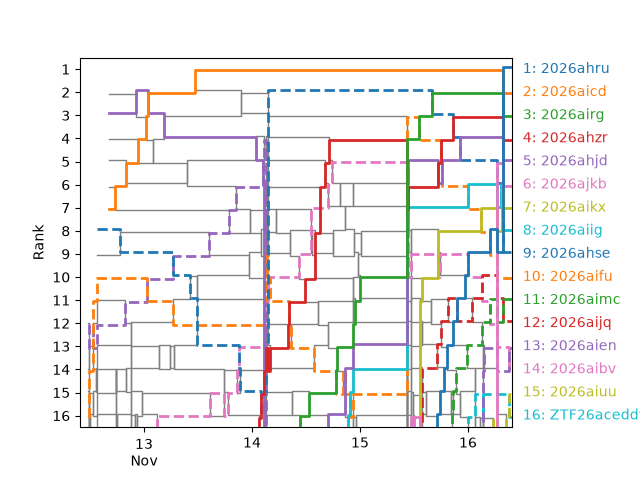 1
2
3
4
5
6
7
8
9
10
11
12
13
14
15
16
Rank
13
14
15
16
Nov
1: 2026ahru
2: 2026aicd
3: 2026airg
4: 2026ahzr
5: 2026ahjd
6: 2026ajkb
7: 2026aikx
8: 2026aiig
9: 2026ahse
10: 2026aifu
11: 2026aimc
12: 2026aijq
13: 2026aien
14: 2026aibv
15: 2026aiuu
16: ZTF26acedd